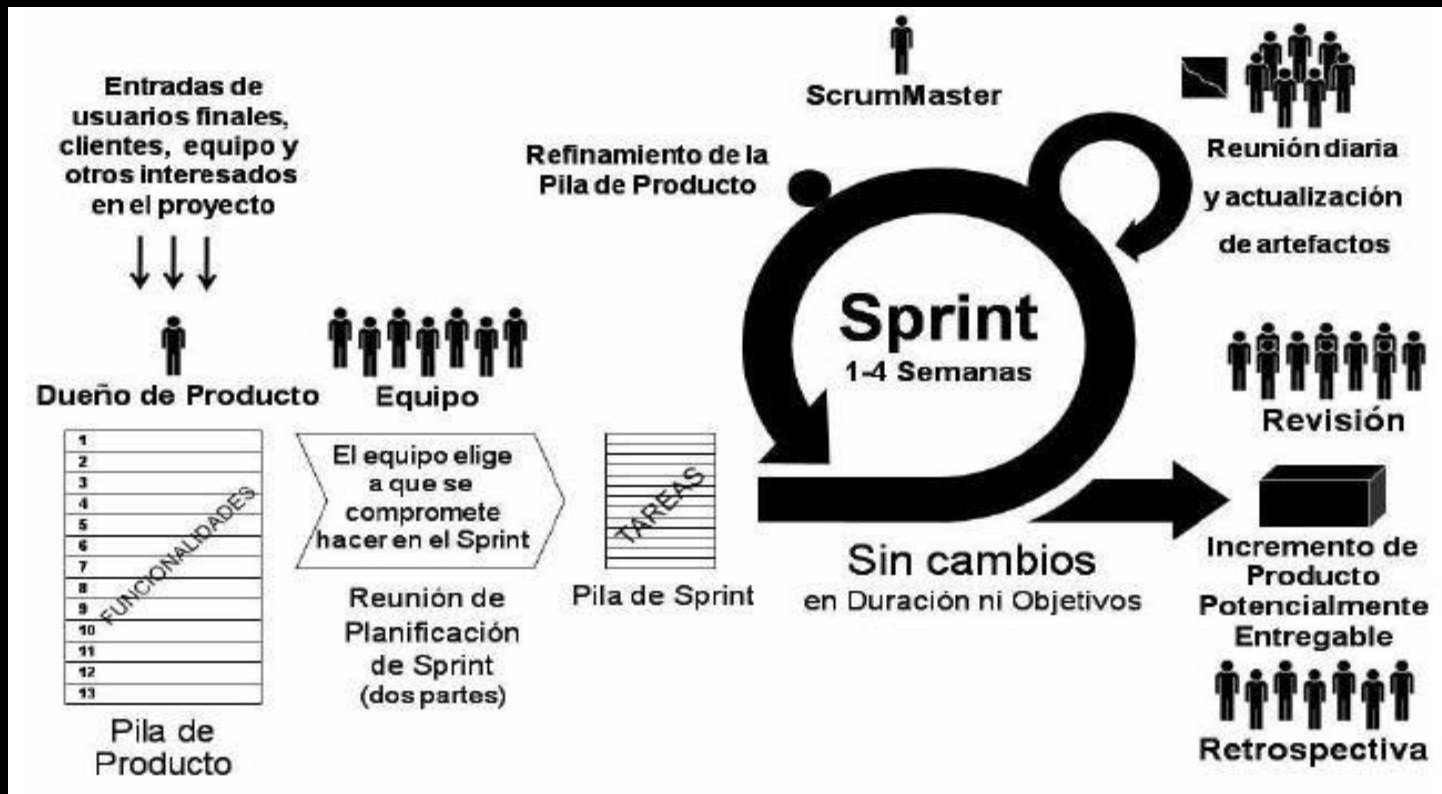 Entradas de
usuarios finales,
clientes, equipo y
otros interesados
en el proyecto
Dueño de Producto
1
2
3
4
5
6
7
8
9
10
11
12
13
FUNCIONALIDADES
Pila de
Producto
Equipo
El equipo elige
a que se
compromete
hacer en el Sprint
Reunión de
Planificación
de Sprint
(dos partes)
TAREAS
Pila de Sprint
Refinamiento de la
Pila de Producto
ScrumMaster
Sprint
1-4 Semanas
Sin cambios
en Duración ni Objetivos
Reunión diaria
y actualización
de artefactos
Revisión
Incremento de
Producto
Potencialmente
Entregable
Retrospectiva